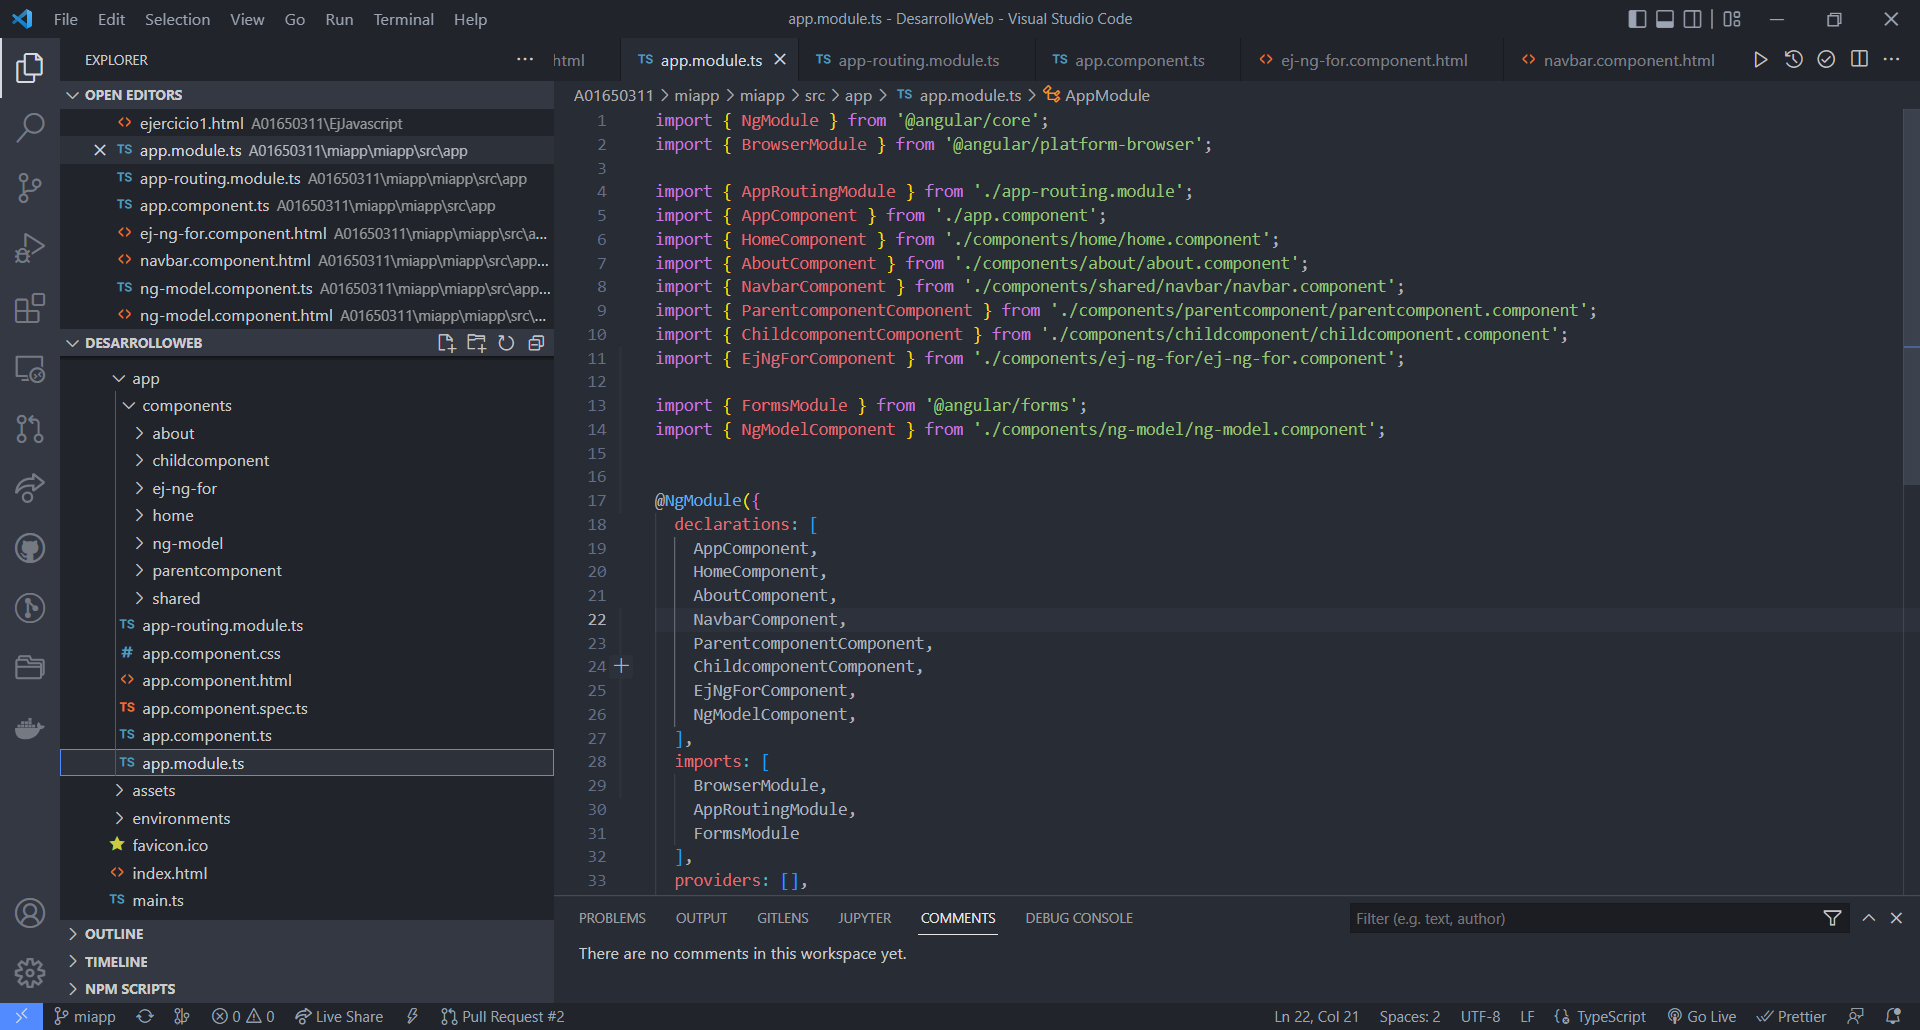 File Edit Selection View Go Run Terminal Help
app.module.ts - DesarrolloWeb - Visual Studio Code
EXPLORER
html
TS app.module.ts
TS app-routing.module.ts
TS app.component.ts
<> ej-ng-for.component.html
<> navbar.component.html
OPEN EDITORS
<> ejercicio1.html A01650311\EjJavascript
TS app.module.ts A01650311\miapp\miapp\src\app
TS app-routing.module.ts A01650311\miapp\miapp\src\app
TS app.component.ts A01650311\miapp\miapp\src\app
<> ej-ng-for.component.html A01650311\miapp\miapp\src\a...
<> navbar.component.html A01650311\miapp\miapp\src\app...
TS ng-model.component.ts A01650311\miapp\miapp\src\app...
<> ng-model.component.html A01650311\miapp\miapp\src\...
DESARROLLOWEB
app
components
about
childcomponent
ej-ng-for
home
ng-model
parentcomponent
shared
TS app-routing.module.ts
# app.component.css
<> app.component.html
TS app.component.spec.ts
TS app.component.ts
TS app.module.ts
assets
environments
favicon.ico
<> index.html
TS main.ts
OUTLINE
TIMELINE
NPM SCRIPTS
A01650311 > miapp > miapp > src > app > TS app.module.ts > AppModule
1 import { NgModule } from '@angular/core';
2 import { BrowserModule } from '@angular/platform-browser';
3
4 import { AppRoutingModule } from './app-routing.module';
5 import { AppComponent } from './app.component';
6 import { HomeComponent } from './components/home/home.component';
7 import { AboutComponent } from './components/about/about.component';
8 import { NavbarComponent } from './components/shared/navbar/navbar.component';
9 import { ParentcomponentComponent } from './components/parentcomponent/parentcomponent.component';
10 import { ChildcomponentComponent } from './components/childcomponent/childcomponent.component';
11 import { EjNgForComponent } from './components/ej-ng-for/ej-ng-for.component';
12
13 import { FormsModule } from '@angular/forms';
14 import { NgModelComponent } from './components/ng-model/ng-model.component';
15
16
17 @NgModule({
18 declarations: [
19 AppComponent,
20 HomeComponent,
21 AboutComponent,
22 NavbarComponent,
23 ParentcomponentComponent,
24 ChildcomponentComponent,
25 EjNgForComponent,
26 NgModelComponent,
27 ],
28 imports: [
29 BrowserModule,
30 AppRoutingModule,
31 FormsModule
32 ],
33 providers: [],
PROBLEMS OUTPUT GITLENS JUPYTER COMMENTS DEBUG CONSOLE
Filter (e.g. text, author)
There are no comments in this workspace yet.
miapp 0 0 Live Share Pull Request #2
Ln 22, Col 21 Spaces: 2 UTF-8 LF {} TypeScript Go Live Prettier